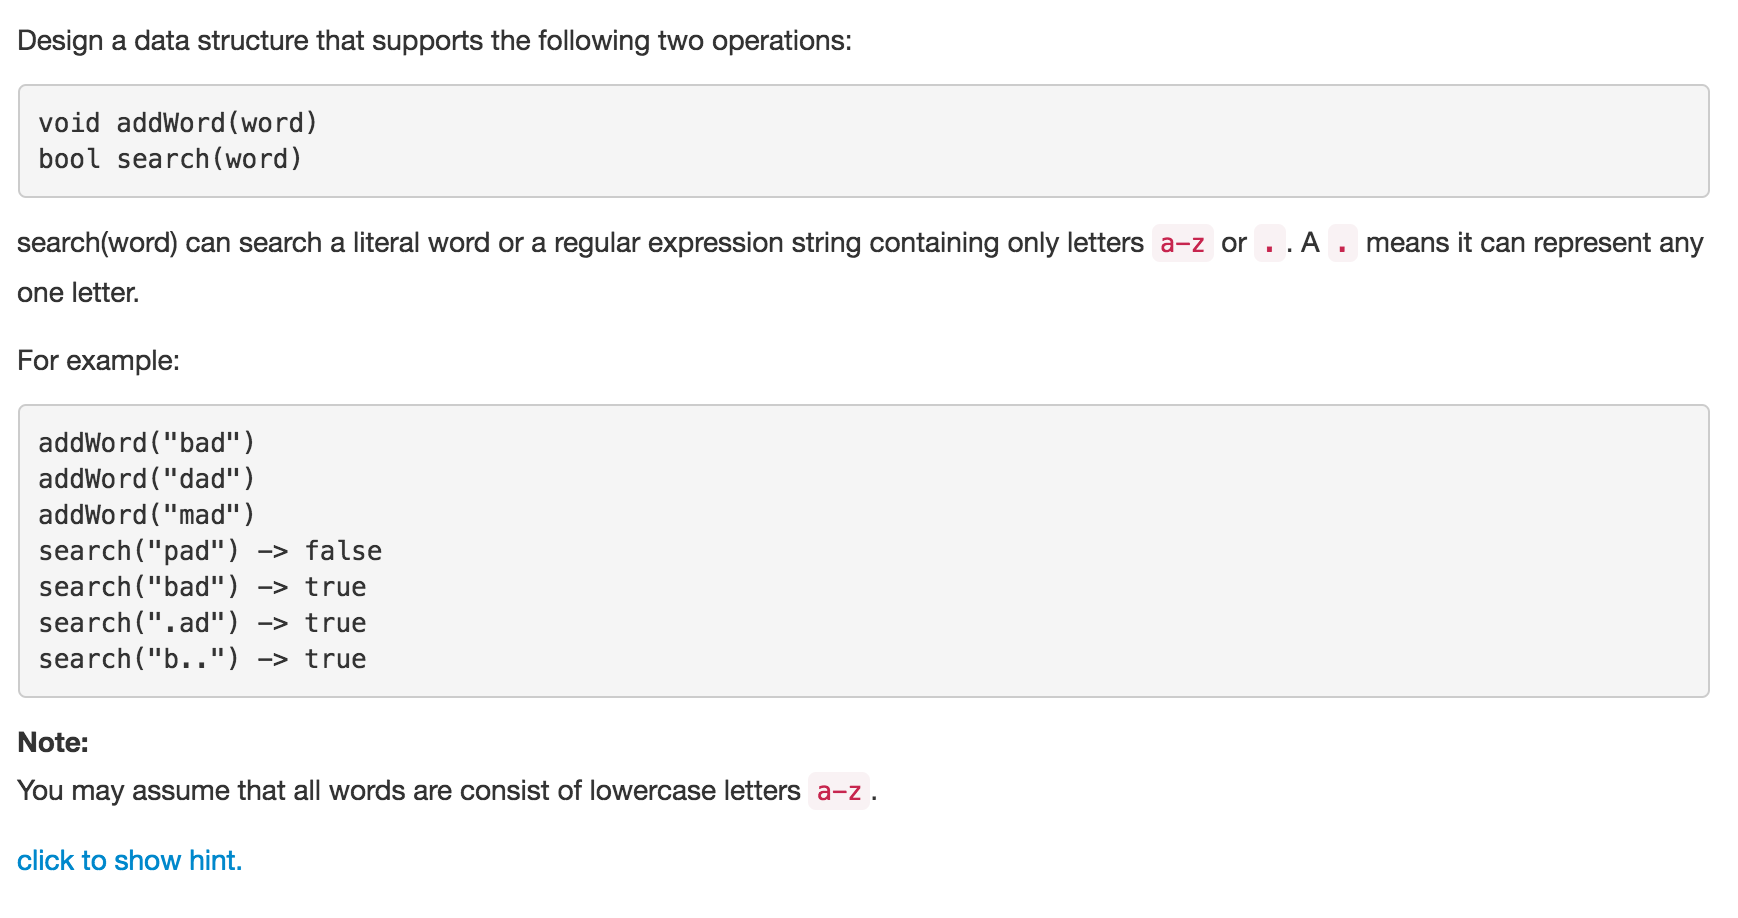 Design a data structure that supports the following two operations:
void addWord(word)
bool search(word)
search(word) can search a literal word or a regular expression string containing only letters a-z or .. A . means it can represent any
one letter.
For example:
addWord("bad")
addWord("dad")
addWord("mad")
search("pad") -> false
search("bad") -> true
search(".ad") -> true
search("b..") -> true
Note:
You may assume that all words are consist of lowercase letters a-z.
click to show hint.